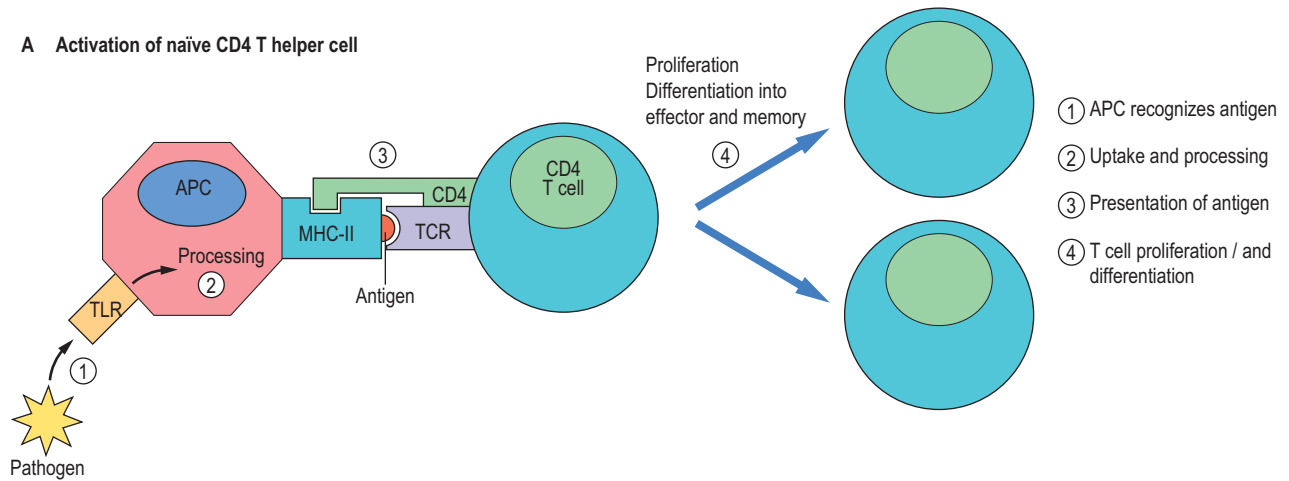 A Activation of naïve CD4 T helper cell
Proliferation
Differentiation into
effector and memory
4
3
APC
CD4
CD4
T cell
MHC-II
TCR
Processing
2
Antigen
TLR
1
Pathogen
1 APC recognizes antigen
2 Uptake and processing
3 Presentation of antigen
4 T cell proliferation / and
differentiation